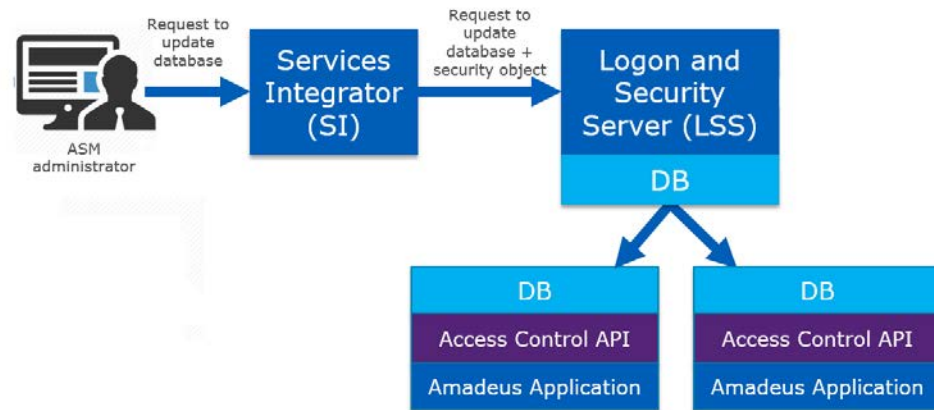 Request to
update
database
ASM
administrator
Services
Integrator
(SI)
Request to
update
database +
security object
Logon and
Security
Server (LSS)
DB
DB
Access Control API
Amadeus Application
DB
Access Control API
Amadeus Application